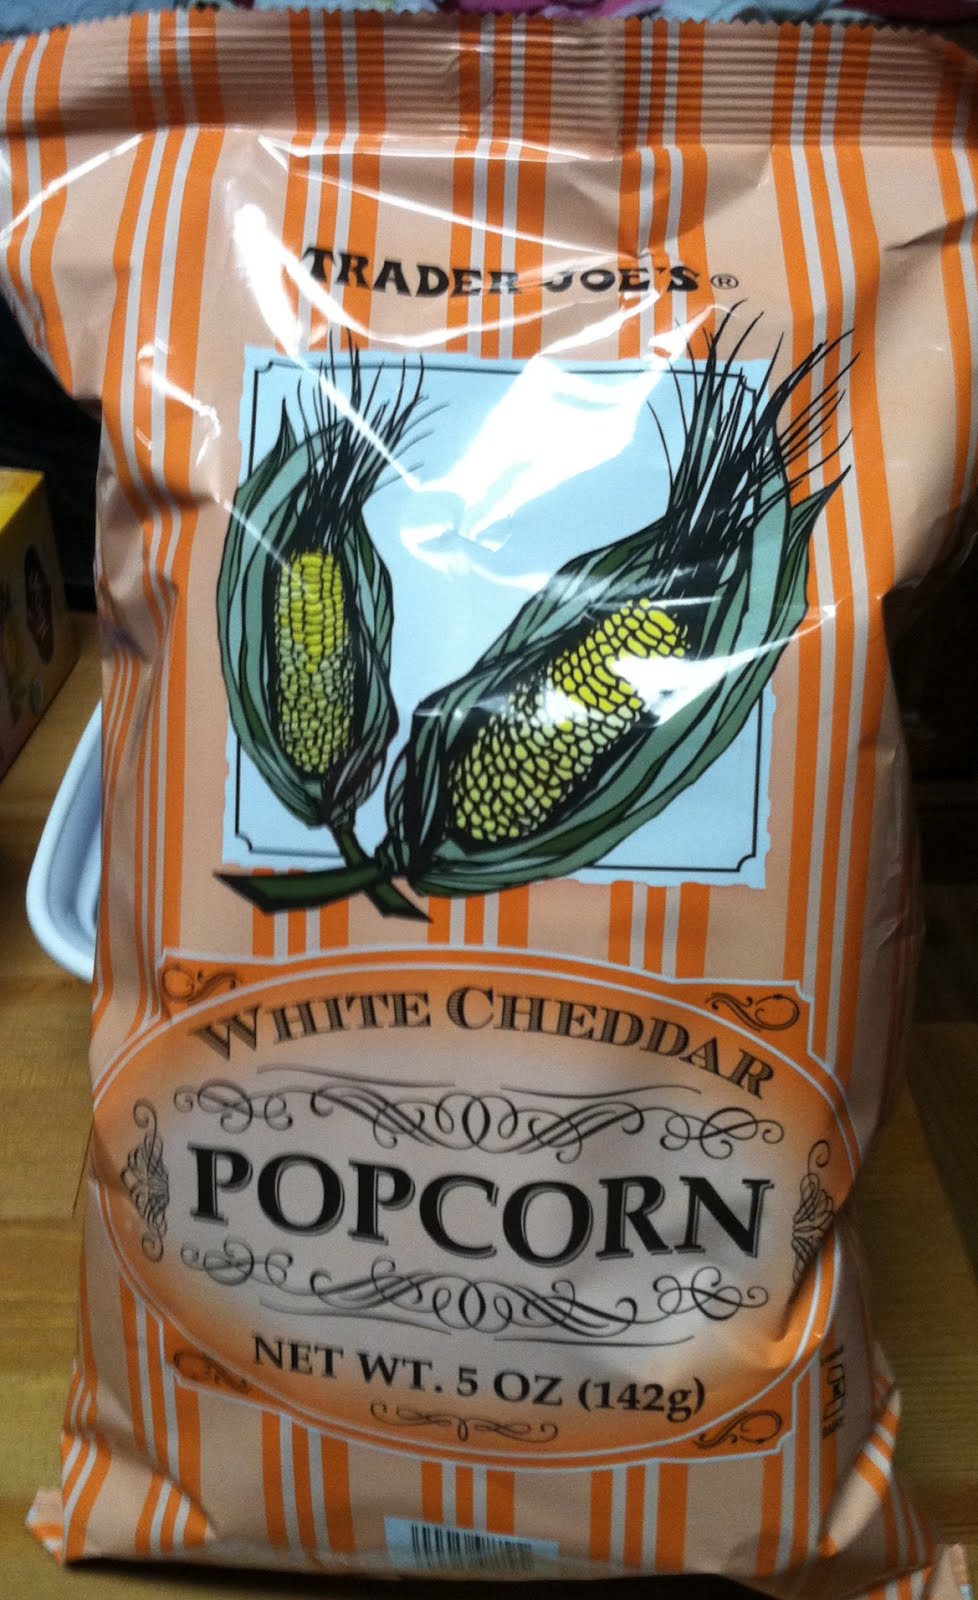 TRADER JOE'S®
WHITE CHEDDAR
POPCORN
NET WT. 5 OZ (142g)